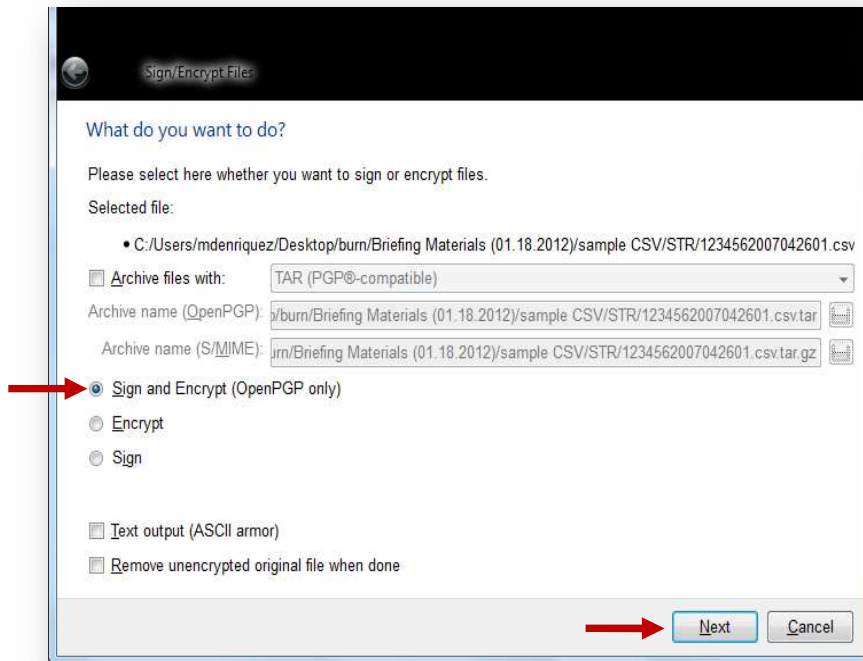 Sign/Encrypt Files
What do you want to do?
Please select here whether you want to sign or encrypt files.
Selected file:
• C:/Users/mdenriquez/Desktop/burn/Briefing Materials (01.18.2012)/sample CSV/STR/1234562007042601.csv
Archive files with: TAR (PGP®-compatible)
Archive name (OpenPGP): o/burn/Briefing Materials (01.18.2012)/sample CSV/STR/1234562007042601.csv.tar
Archive name (S/MIME): urn/Briefing Materials (01.18.2012)/sample CSV/STR/1234562007042601.csv.tar.gz
Sign and Encrypt (OpenPGP only)
Encrypt
Sign
Text output (ASCII armor)
Remove unencrypted original file when done
Next Cancel